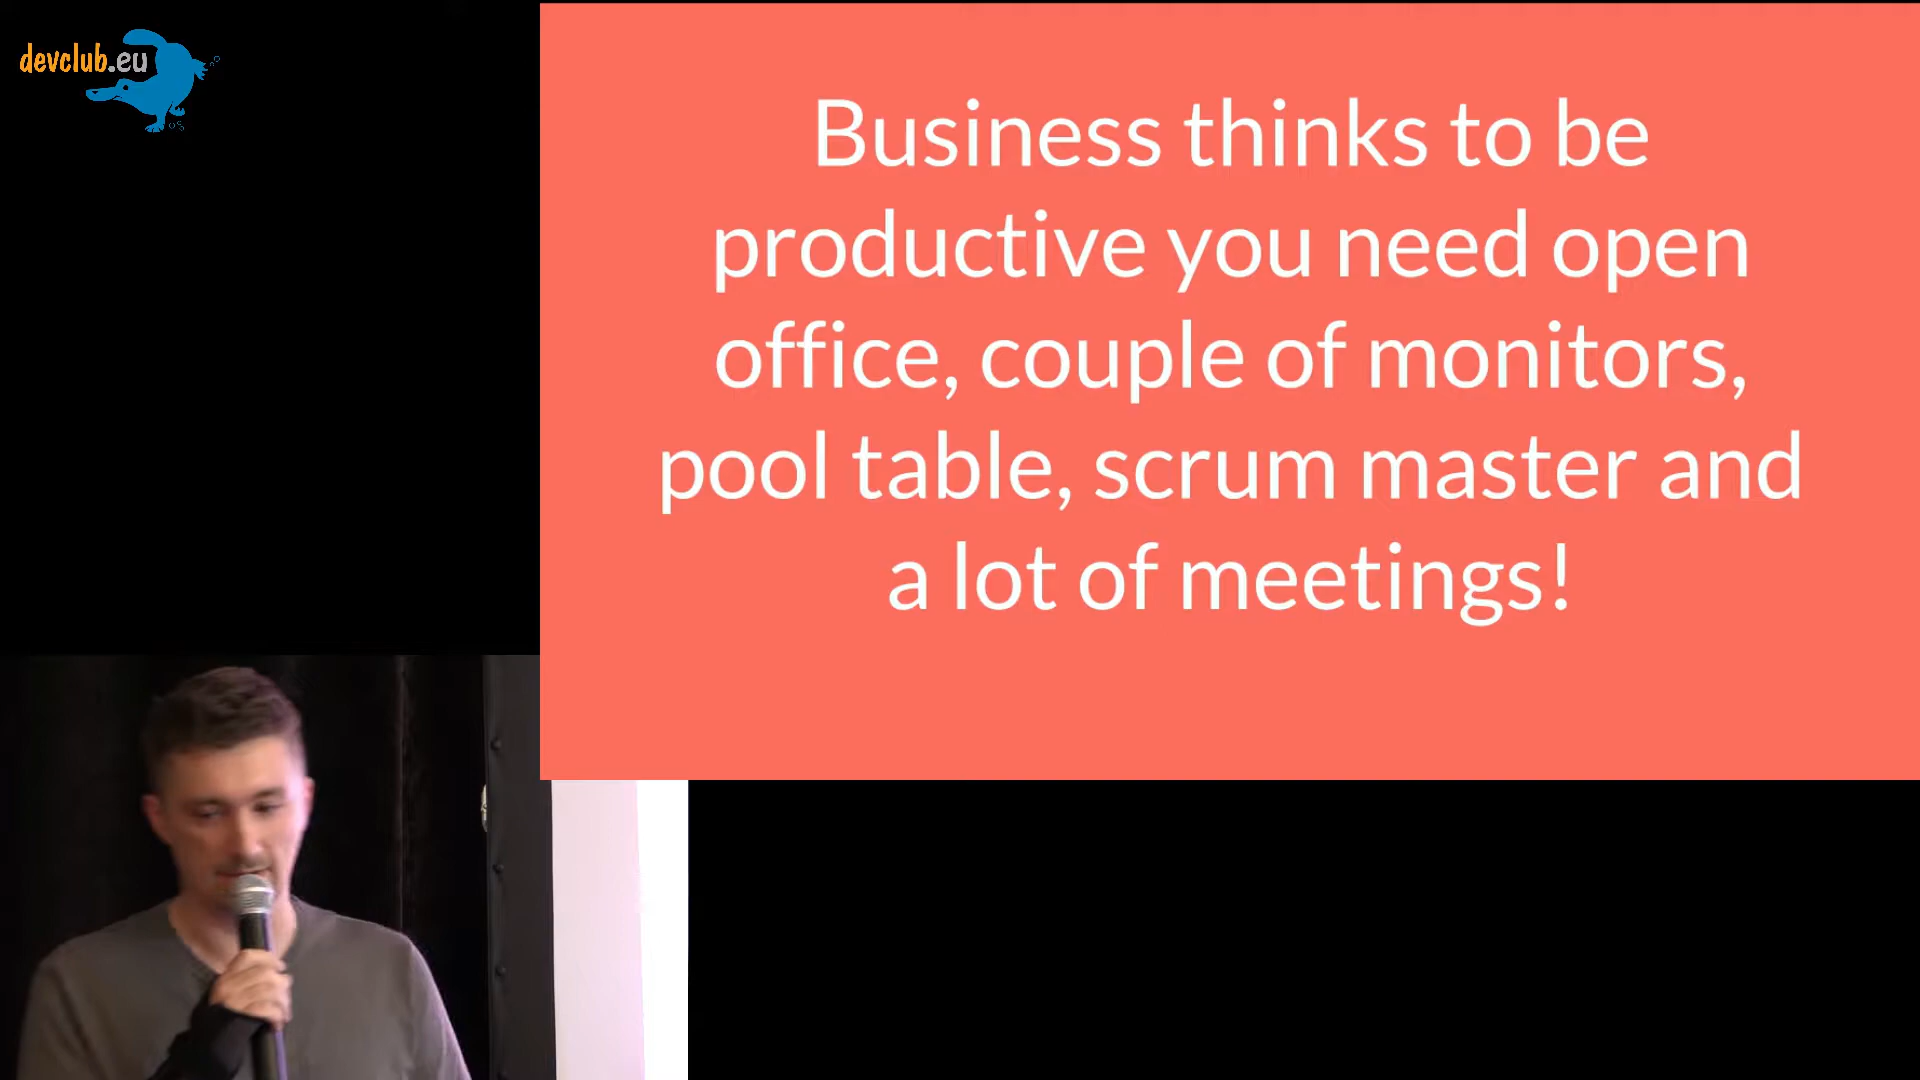 devclub.eu
Business thinks to be
productive you need open
office, couple of monitors,
pool table, scrum master and
a lot of meetings!